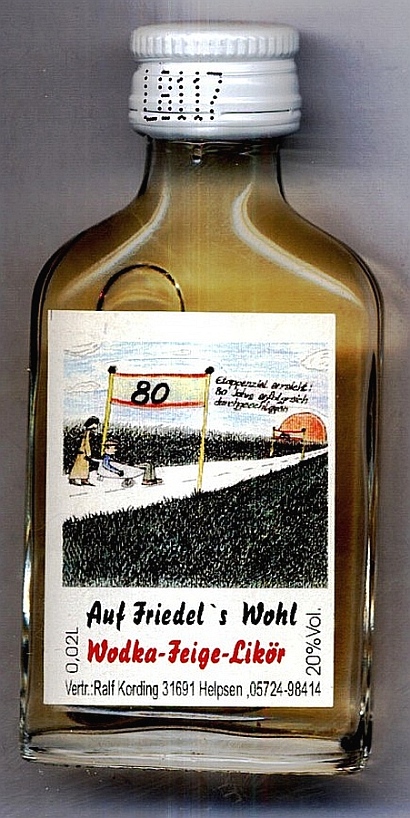 L8117
80
Etappenziel erreicht:
80 Jahre erfolgreich
durchgeschlagen
Auf Friedel`s Wohl
Wodka-Feige-Likör
0,02L
20%Vol.
Vertr.:Ralf Kording 31691 Helpsen ,05724-98414